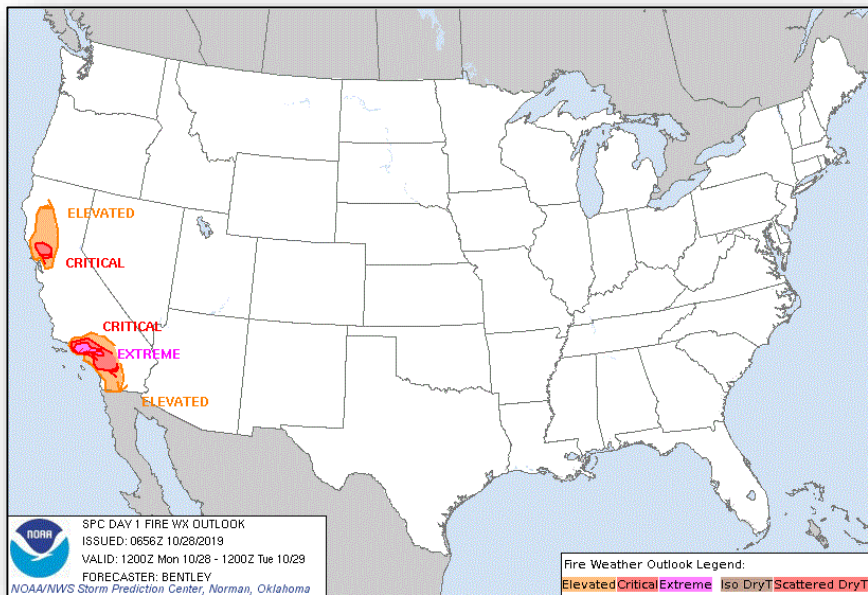 ELEVATED
CRITICAL
CRITICAL
EXTREME
ELEVATED
NOAA
SPC DAY 1 FIRE WX OUTLOOK
ISSUED: 0656Z 10/28/2019
VALID: 1200Z Mon 10/28 - 1200Z Tue 10/29
FORECASTER: BENTLEY
NOAA/NWS Storm Prediction Center, Norman, Oklahoma
Fire Weather Outlook Legend:
Elevated Critical Extreme Iso DryT Scattered DryT